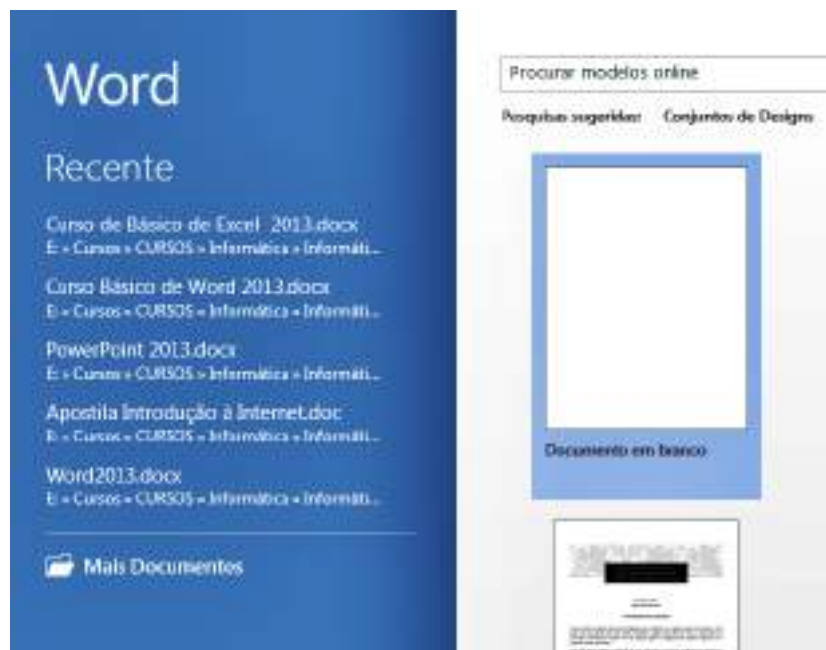 Word
Recente
Curso de Básico de Excel 2013.docx
E: » Cursos » CURSOS » Informática » Informáti...
Curso Básico de Word 2013.docx
E: » Cursos » CURSOS » Informática » Informáti...
PowerPoint 2013.docx
E: » Cursos » CURSOS » Informática » Informáti...
Apostila Introdução à Internet.doc
E: » Cursos » CURSOS » Informática » Informáti...
Word2013.docx
E: » Cursos » CURSOS » Informática » Informáti...
Mais Documentos
Procurar modelos online
Pesquisas sugeridas: Conjuntos de Designs
Documento em branco